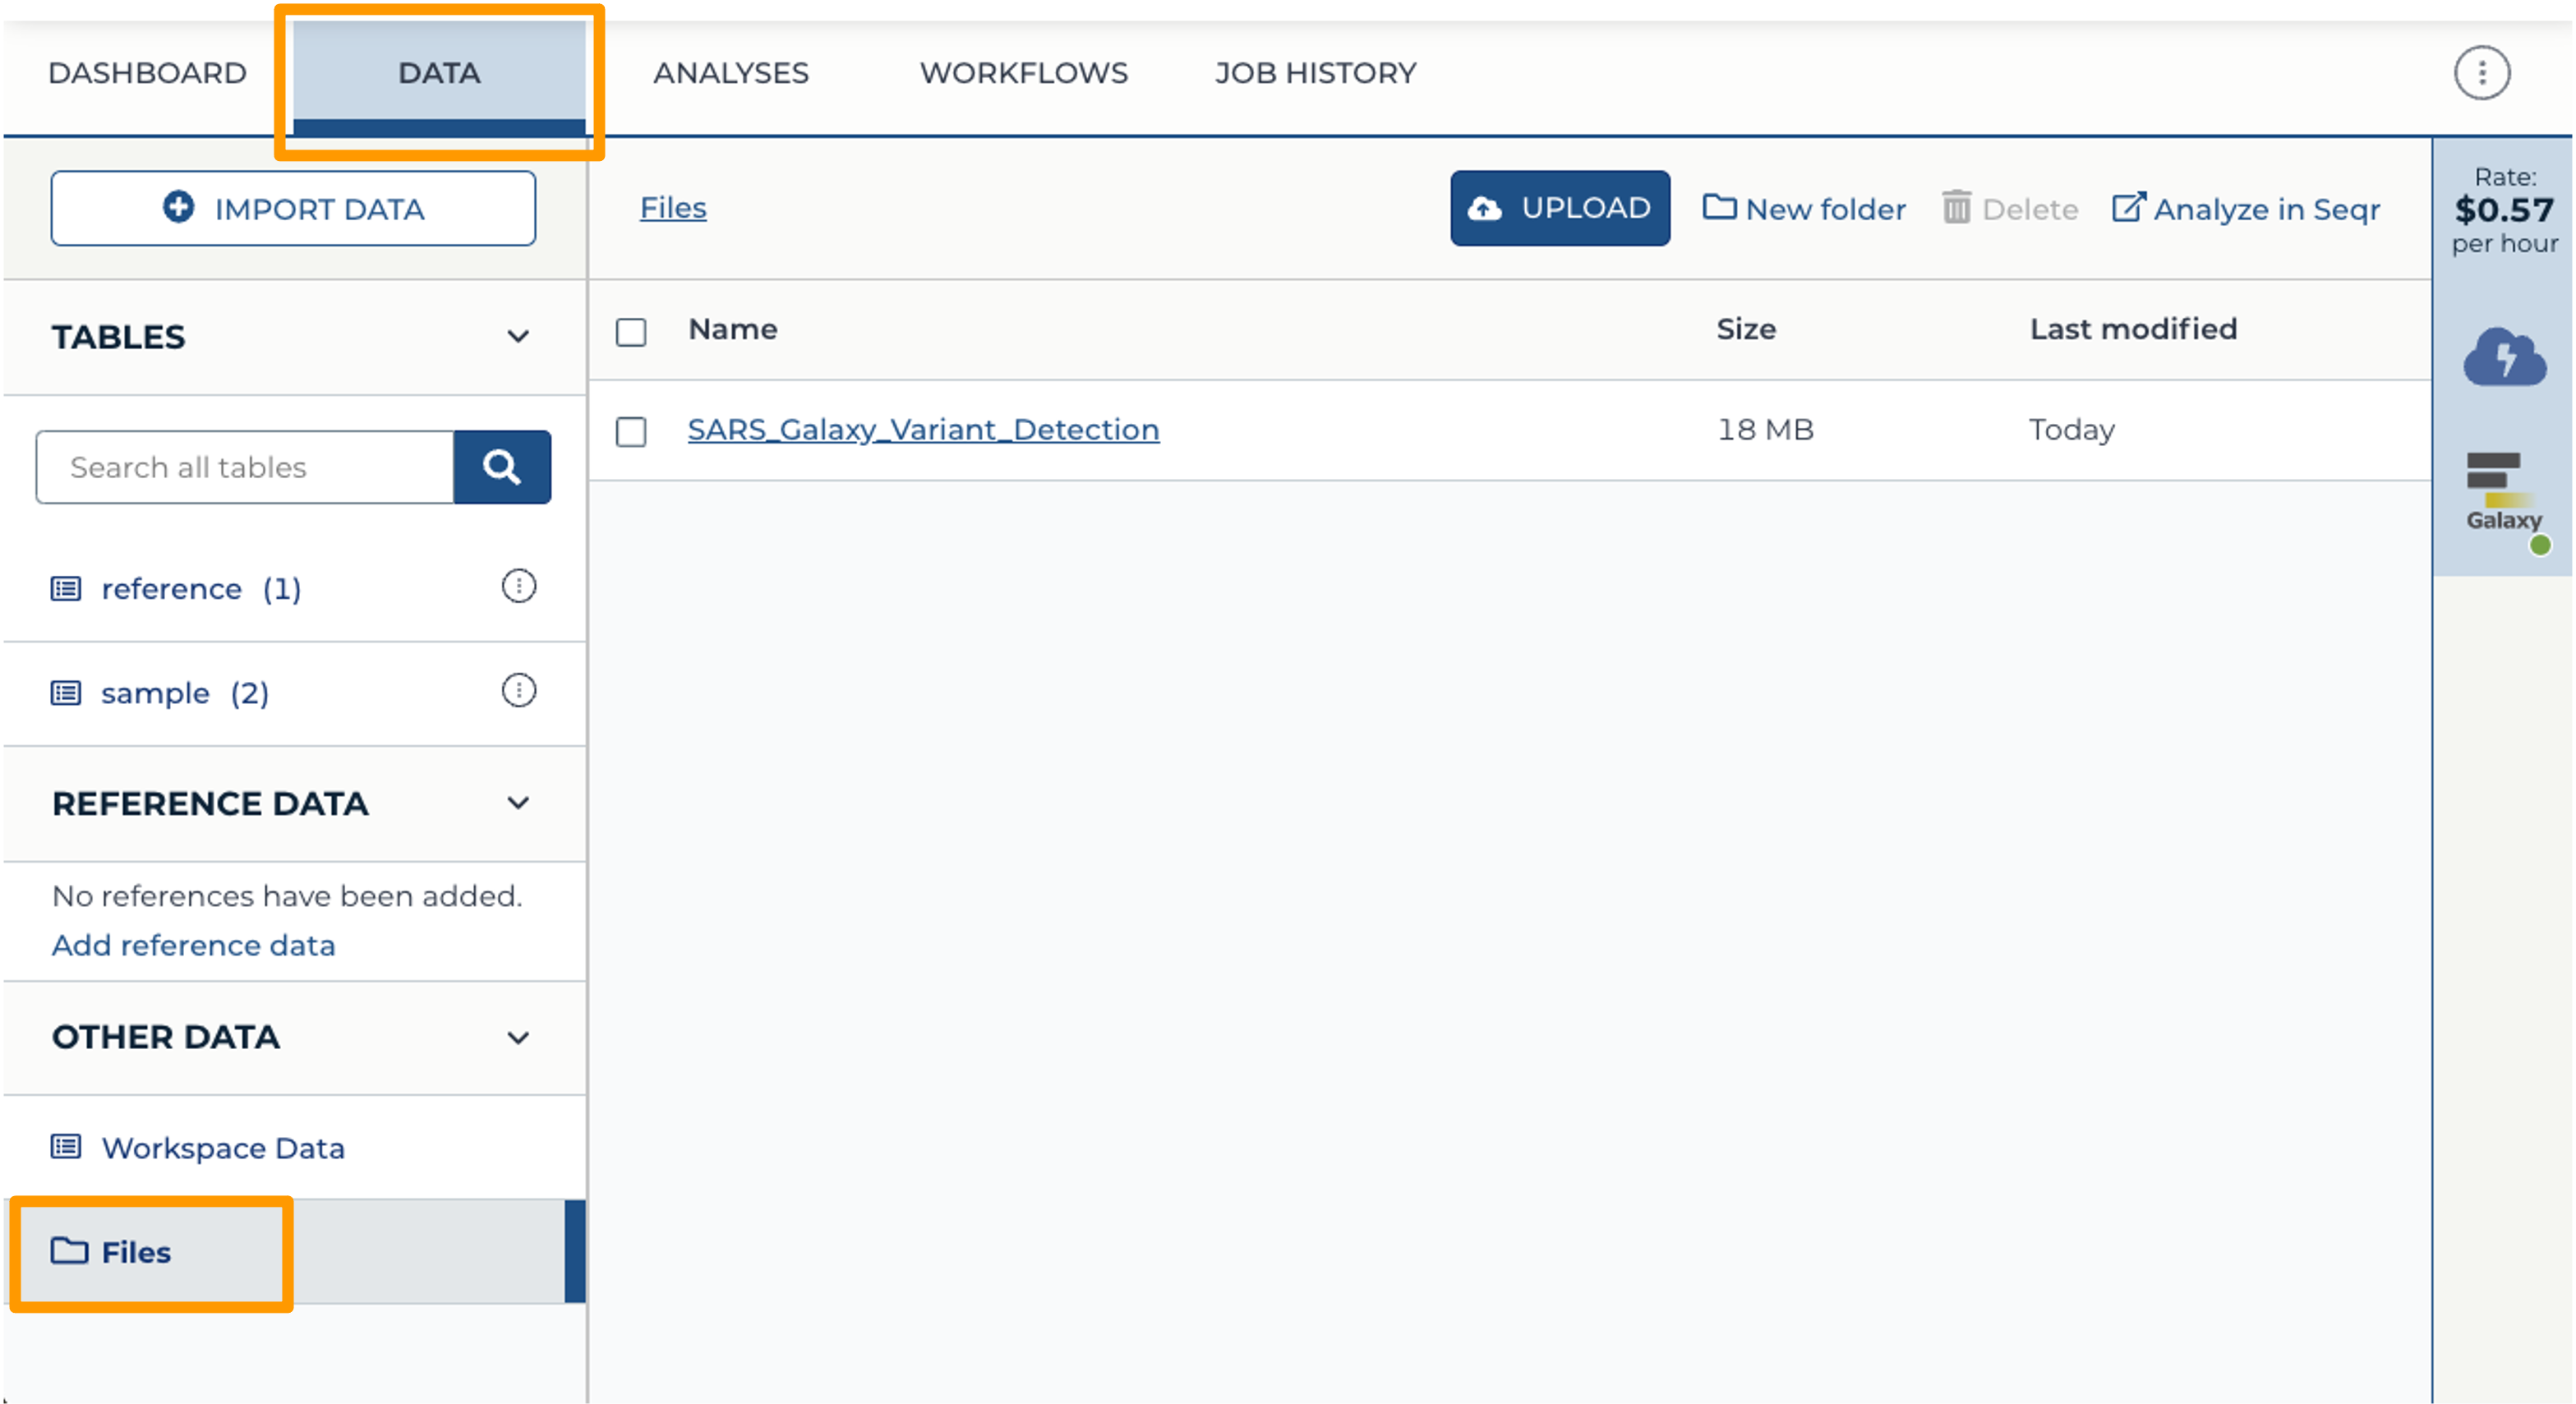 DASHBOARD DATA ANALYSES WORKFLOWS JOB HISTORY
IMPORT DATA
Files UPLOAD New folder Delete Analyze in Seqr
Rate:
$0.57
per hour
TABLES
Name Size Last modified
SARS_Galaxy_Variant_Detection 18 MB Today
Search all tables
Galaxy
reference (1)
sample (2)
REFERENCE DATA
No references have been added.
Add reference data
OTHER DATA
Workspace Data
Files